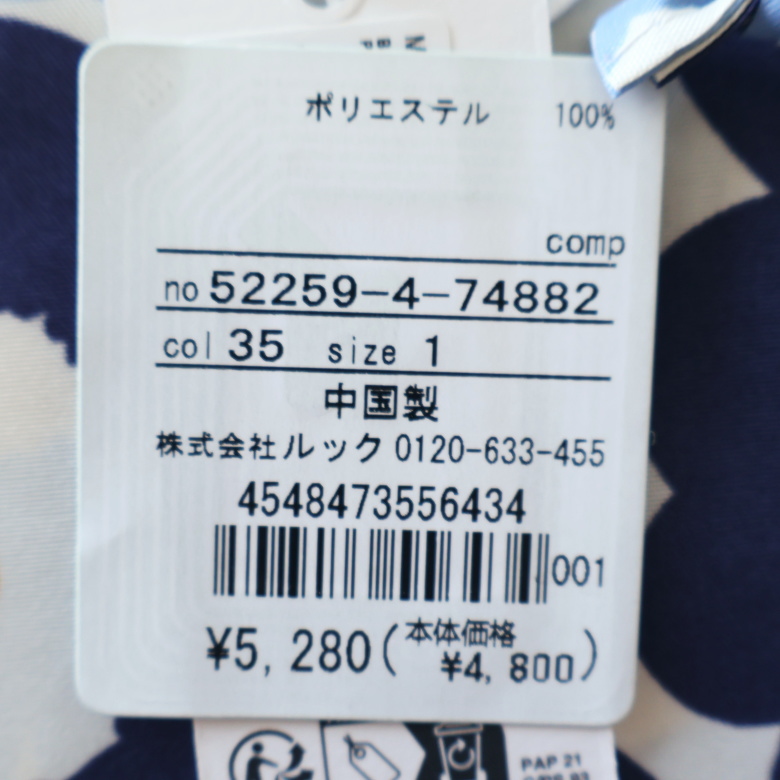 ポリエステル 100%
comp
no 52259-4-74882
col 35 size 1
中国製
株式会社ルック 0120-633-455
4548473556434
001
¥5,280(本体価格 ¥4,800)
PAP 21